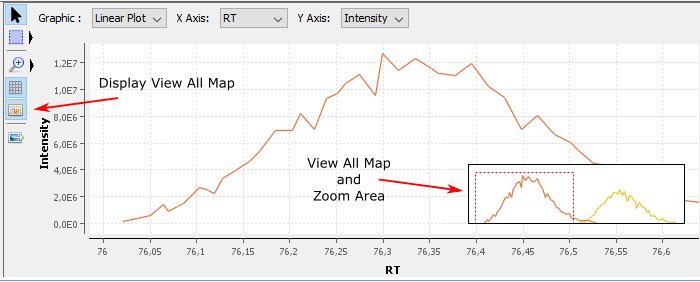 Graphic : Linear Plot X Axis: RT Y Axis: Intensity
1,2E7
1,0E7
8,0E6
6,0E6
4,0E6
2,0E6
0,0E0
Intensity
Display View All Map
View All Map
and
Zoom Area
76 76,05 76,1 76,15 76,2 76,25 76,3 76,35 76,4 76,45 76,5 76,55 76,6
RT